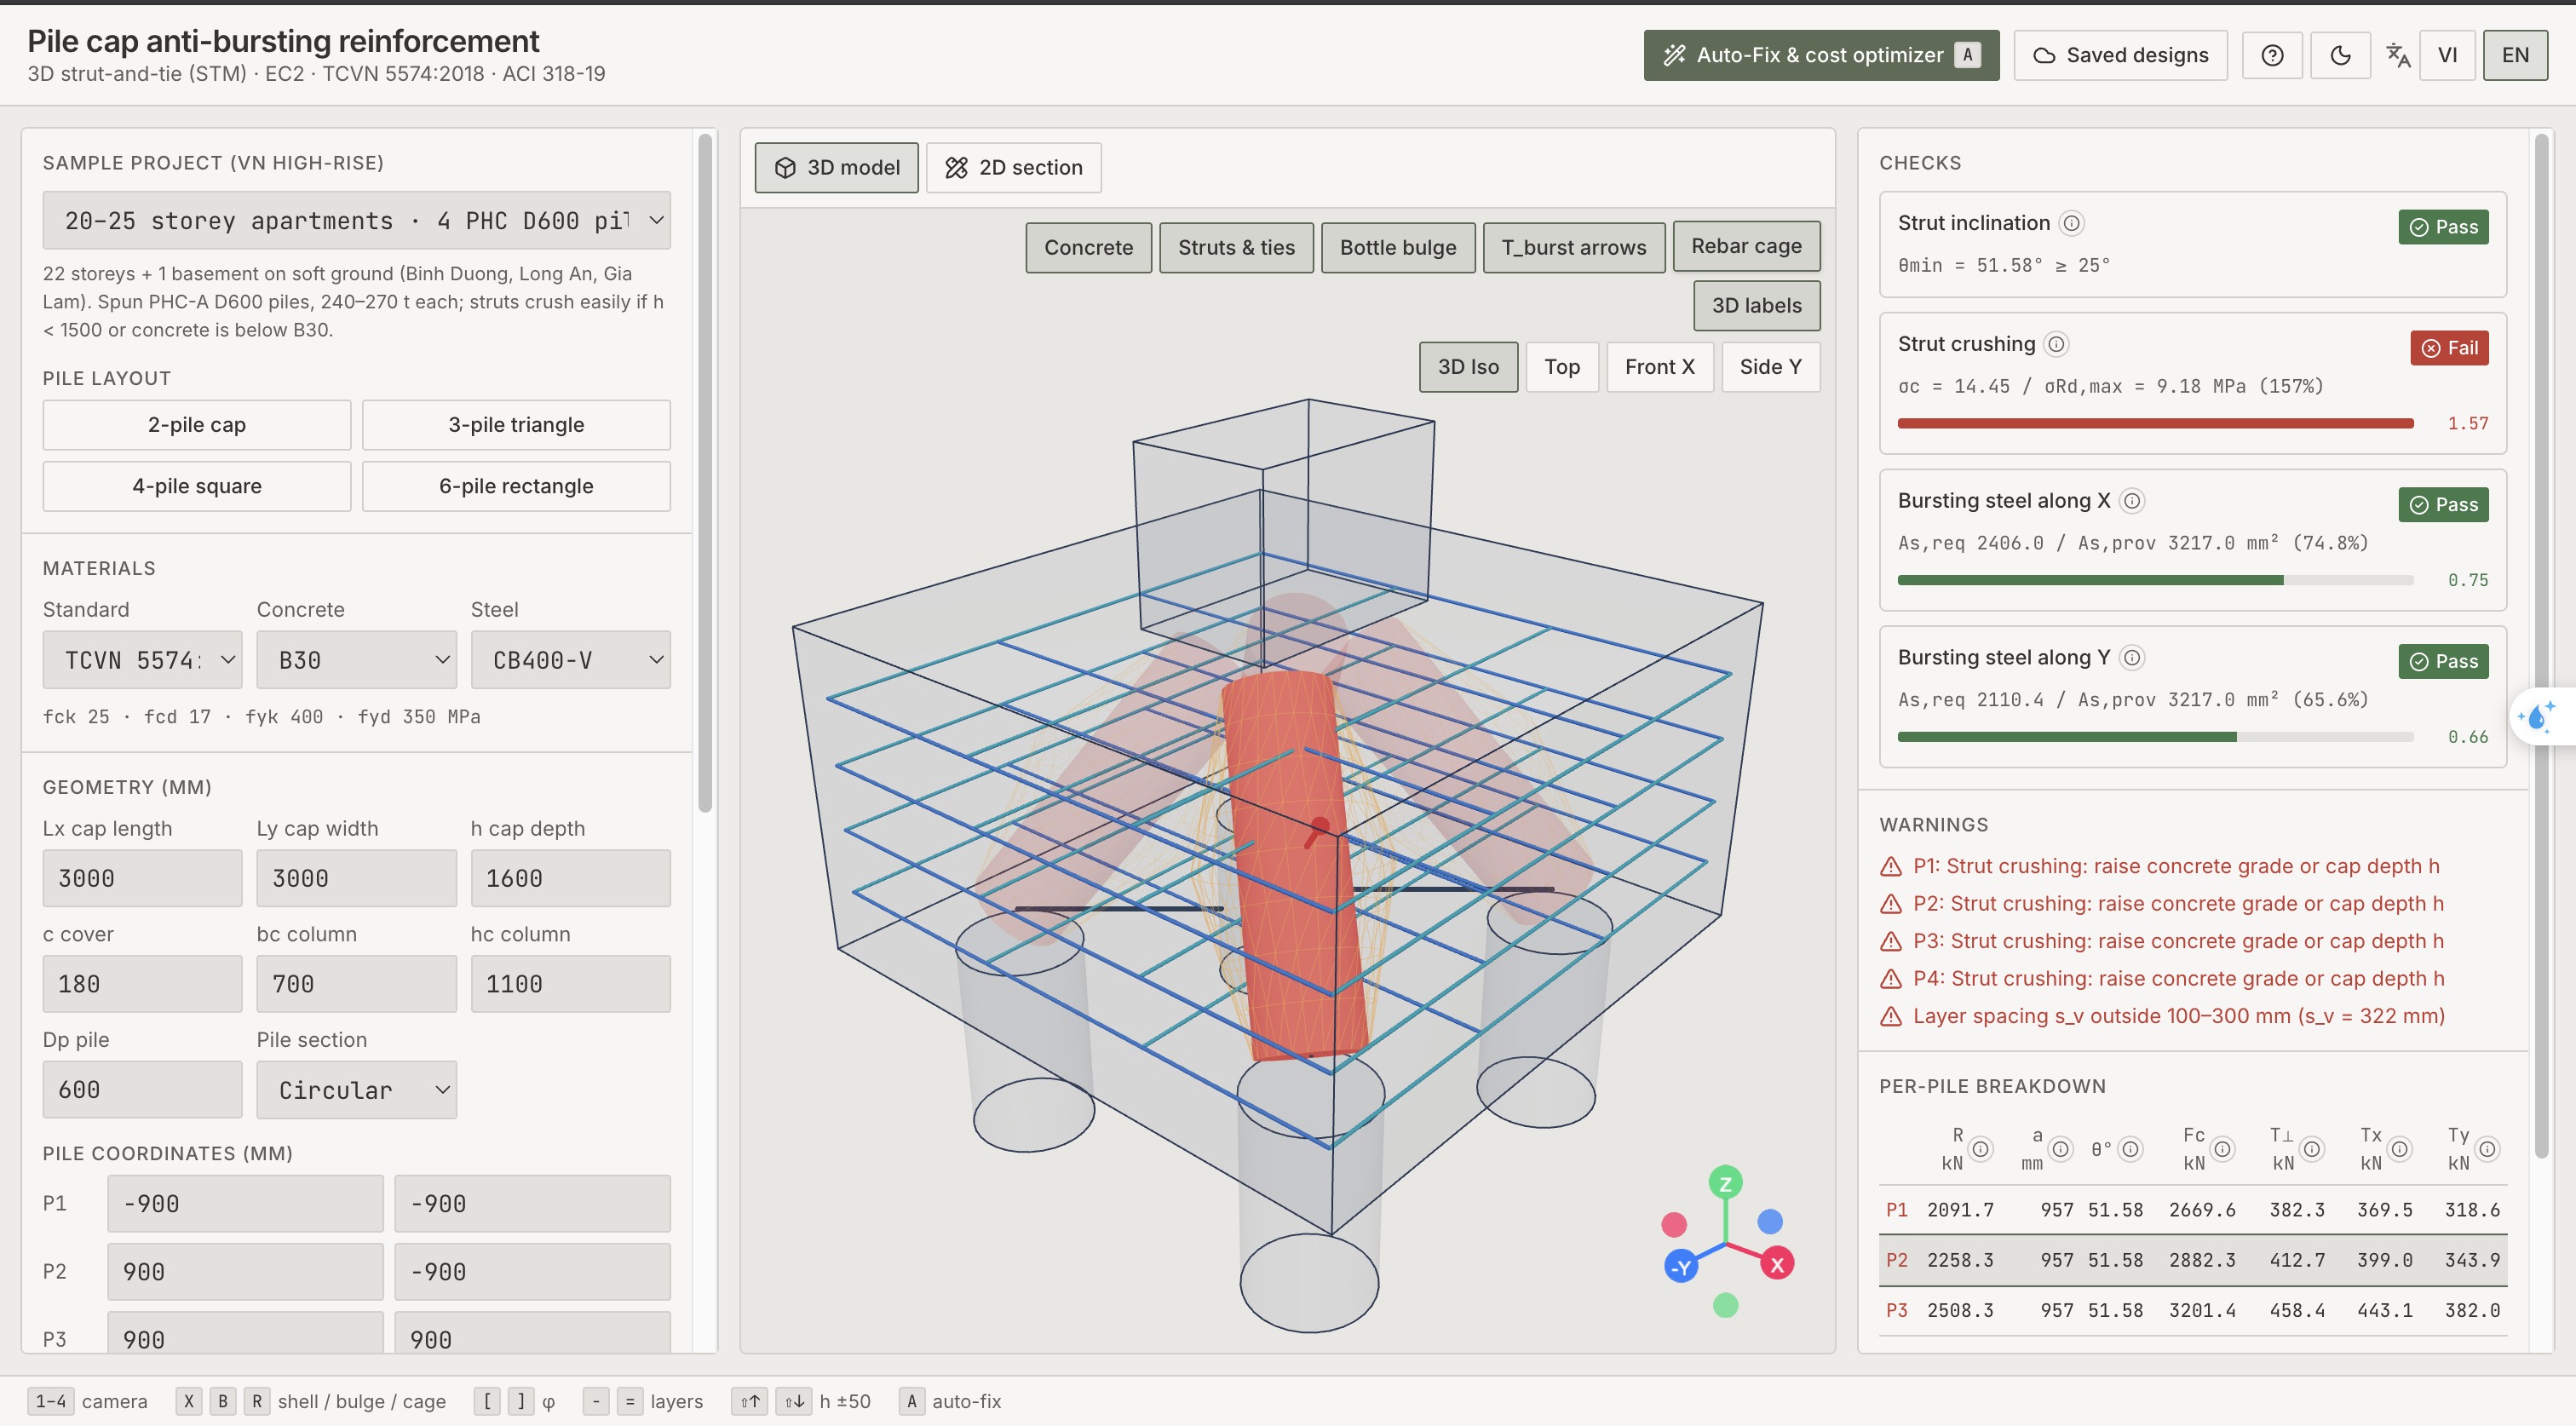 Pile cap anti-bursting reinforcement
3D strut-and-tie (STM) · EC2 · TCVN 5574:2018 · ACI 318-19
Auto-Fix & cost optimizer A
Saved designs
VI
EN
SAMPLE PROJECT (VN HIGH-RISE)
20–25 storey apartments · 4 PHC D600 pil
22 storeys + 1 basement on soft ground (Binh Duong, Long An, Gia
Lam). Spun PHC-A D600 piles, 240–270 t each; struts crush easily if h
< 1500 or concrete is below B30.
PILE LAYOUT
2-pile cap
3-pile triangle
4-pile square
6-pile rectangle
MATERIALS
Standard Concrete Steel
TCVN 5574: B30 CB400-V
fck 25 · fcd 17 · fyk 400 · fyd 350 MPa
GEOMETRY (MM)
Lx cap length Ly cap width h cap depth
3000 3000 1600
c cover bc column hc column
180 700 1100
Dp pile Pile section
600 Circular
PILE COORDINATES (MM)
P1 -900 -900
P2 900 -900
P3 900 900
3D model
2D section
Concrete
Struts & ties
Bottle bulge
T_burst arrows
Rebar cage
3D labels
3D Iso
Top
Front X
Side Y
Z
-Y
X
CHECKS
Strut inclination
Pass
θmin = 51.58° ≥ 25°
Strut crushing
Fail
σc = 14.45 / σRd,max = 9.18 MPa (157%)
1.57
Bursting steel along X
Pass
As,req 2406.0 / As,prov 3217.0 mm² (74.8%)
0.75
Bursting steel along Y
Pass
As,req 2110.4 / As,prov 3217.0 mm² (65.6%)
0.66
WARNINGS
P1: Strut crushing: raise concrete grade or cap depth h
P2: Strut crushing: raise concrete grade or cap depth h
P3: Strut crushing: raise concrete grade or cap depth h
P4: Strut crushing: raise concrete grade or cap depth h
Layer spacing s_v outside 100–300 mm (s_v = 322 mm)
PER-PILE BREAKDOWN
R kN a mm θ° Fc kN T⊥ kN Tx kN Ty kN
P1 2091.7 957 51.58 2669.6 382.3 369.5 318.6
P2 2258.3 957 51.58 2882.3 412.7 399.0 343.9
P3 2508.3 957 51.58 3201.4 458.4 443.1 382.0
1–4 camera X B R shell / bulge / cage [ ] φ - = layers ⇧↑ ⇧↓ h ±50 A auto-fix